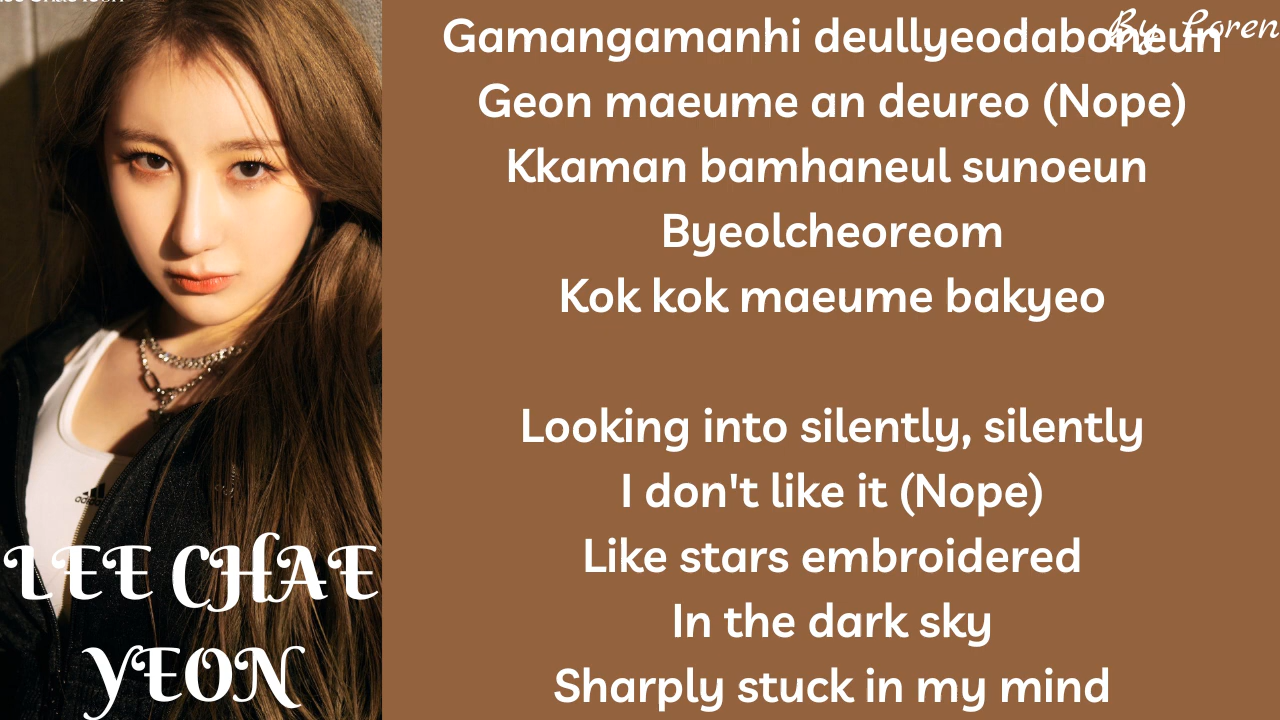 Gamangamanhi deullyeodaboneun
By Loren
Geon maeume an deureo (Nope)
Kkaman bamhaneul sunoeun
Byeolcheoreom
Kok kok maeume bakyeo
Looking into silently, silently
I don't like it (Nope)
Like stars embroidered
In the dark sky
Sharply stuck in my mind
adidas
LEE CHAE
YEON